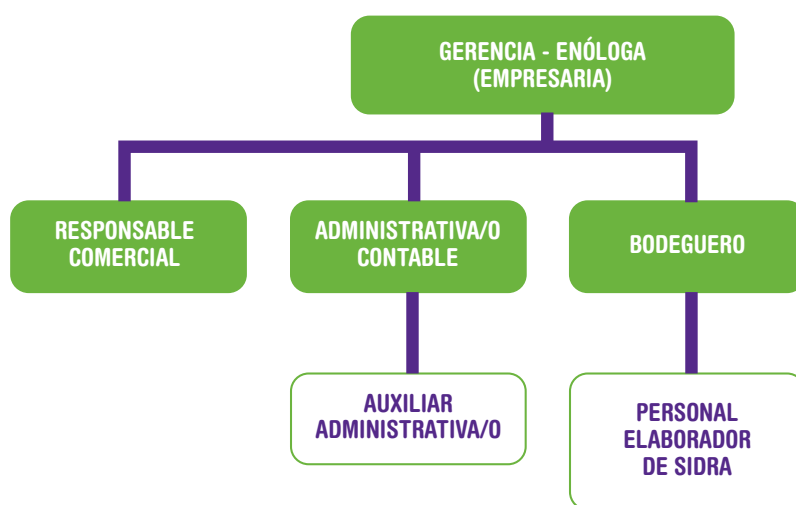 GERENCIA - ENÓLOGA
(EMPRESARIA)
RESPONSABLE
COMERCIAL
ADMINISTRATIVA/O
CONTABLE
BODEGUERO
AUXILIAR
ADMINISTRATIVA/O
PERSONAL
ELABORADOR
DE SIDRA